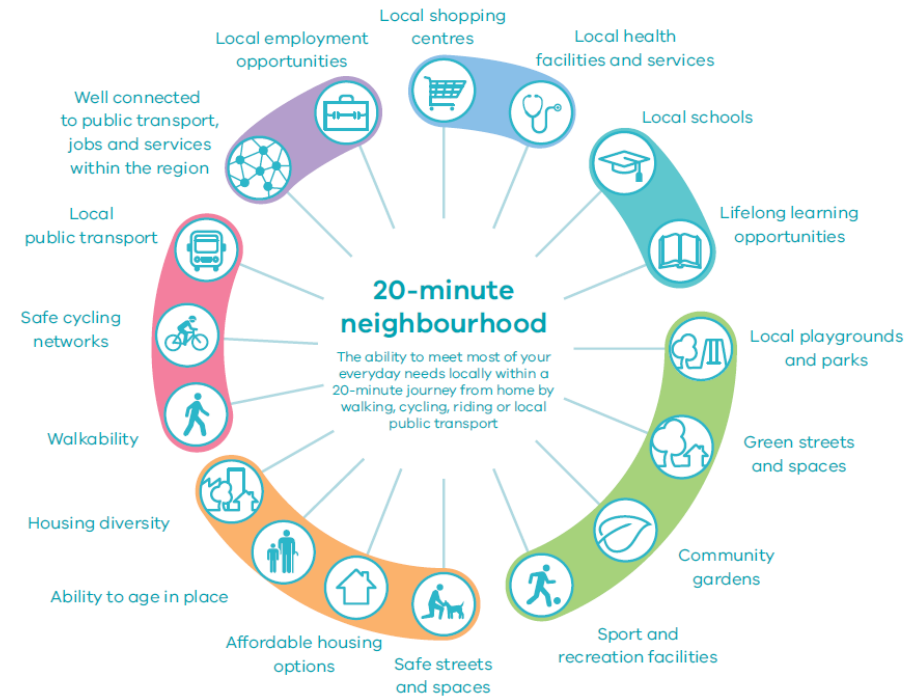 Local shopping
centres
Local health
facilities and services
Local schools
Lifelong learning
opportunities
Local playgrounds
and parks
Green streets
and spaces
Community
gardens
Sport and
recreation facilities
Safe streets
and spaces
Affordable housing
options
Ability to age in place
Housing diversity
Walkability
Safe cycling
networks
Local
public transport
Well connected
to public transport,
jobs and services
within the region
Local employment
opportunities
20-minute
neighbourhood
The ability to meet most of your
everyday needs locally within a
20-minute journey from home by
walking, cycling, riding or local
public transport